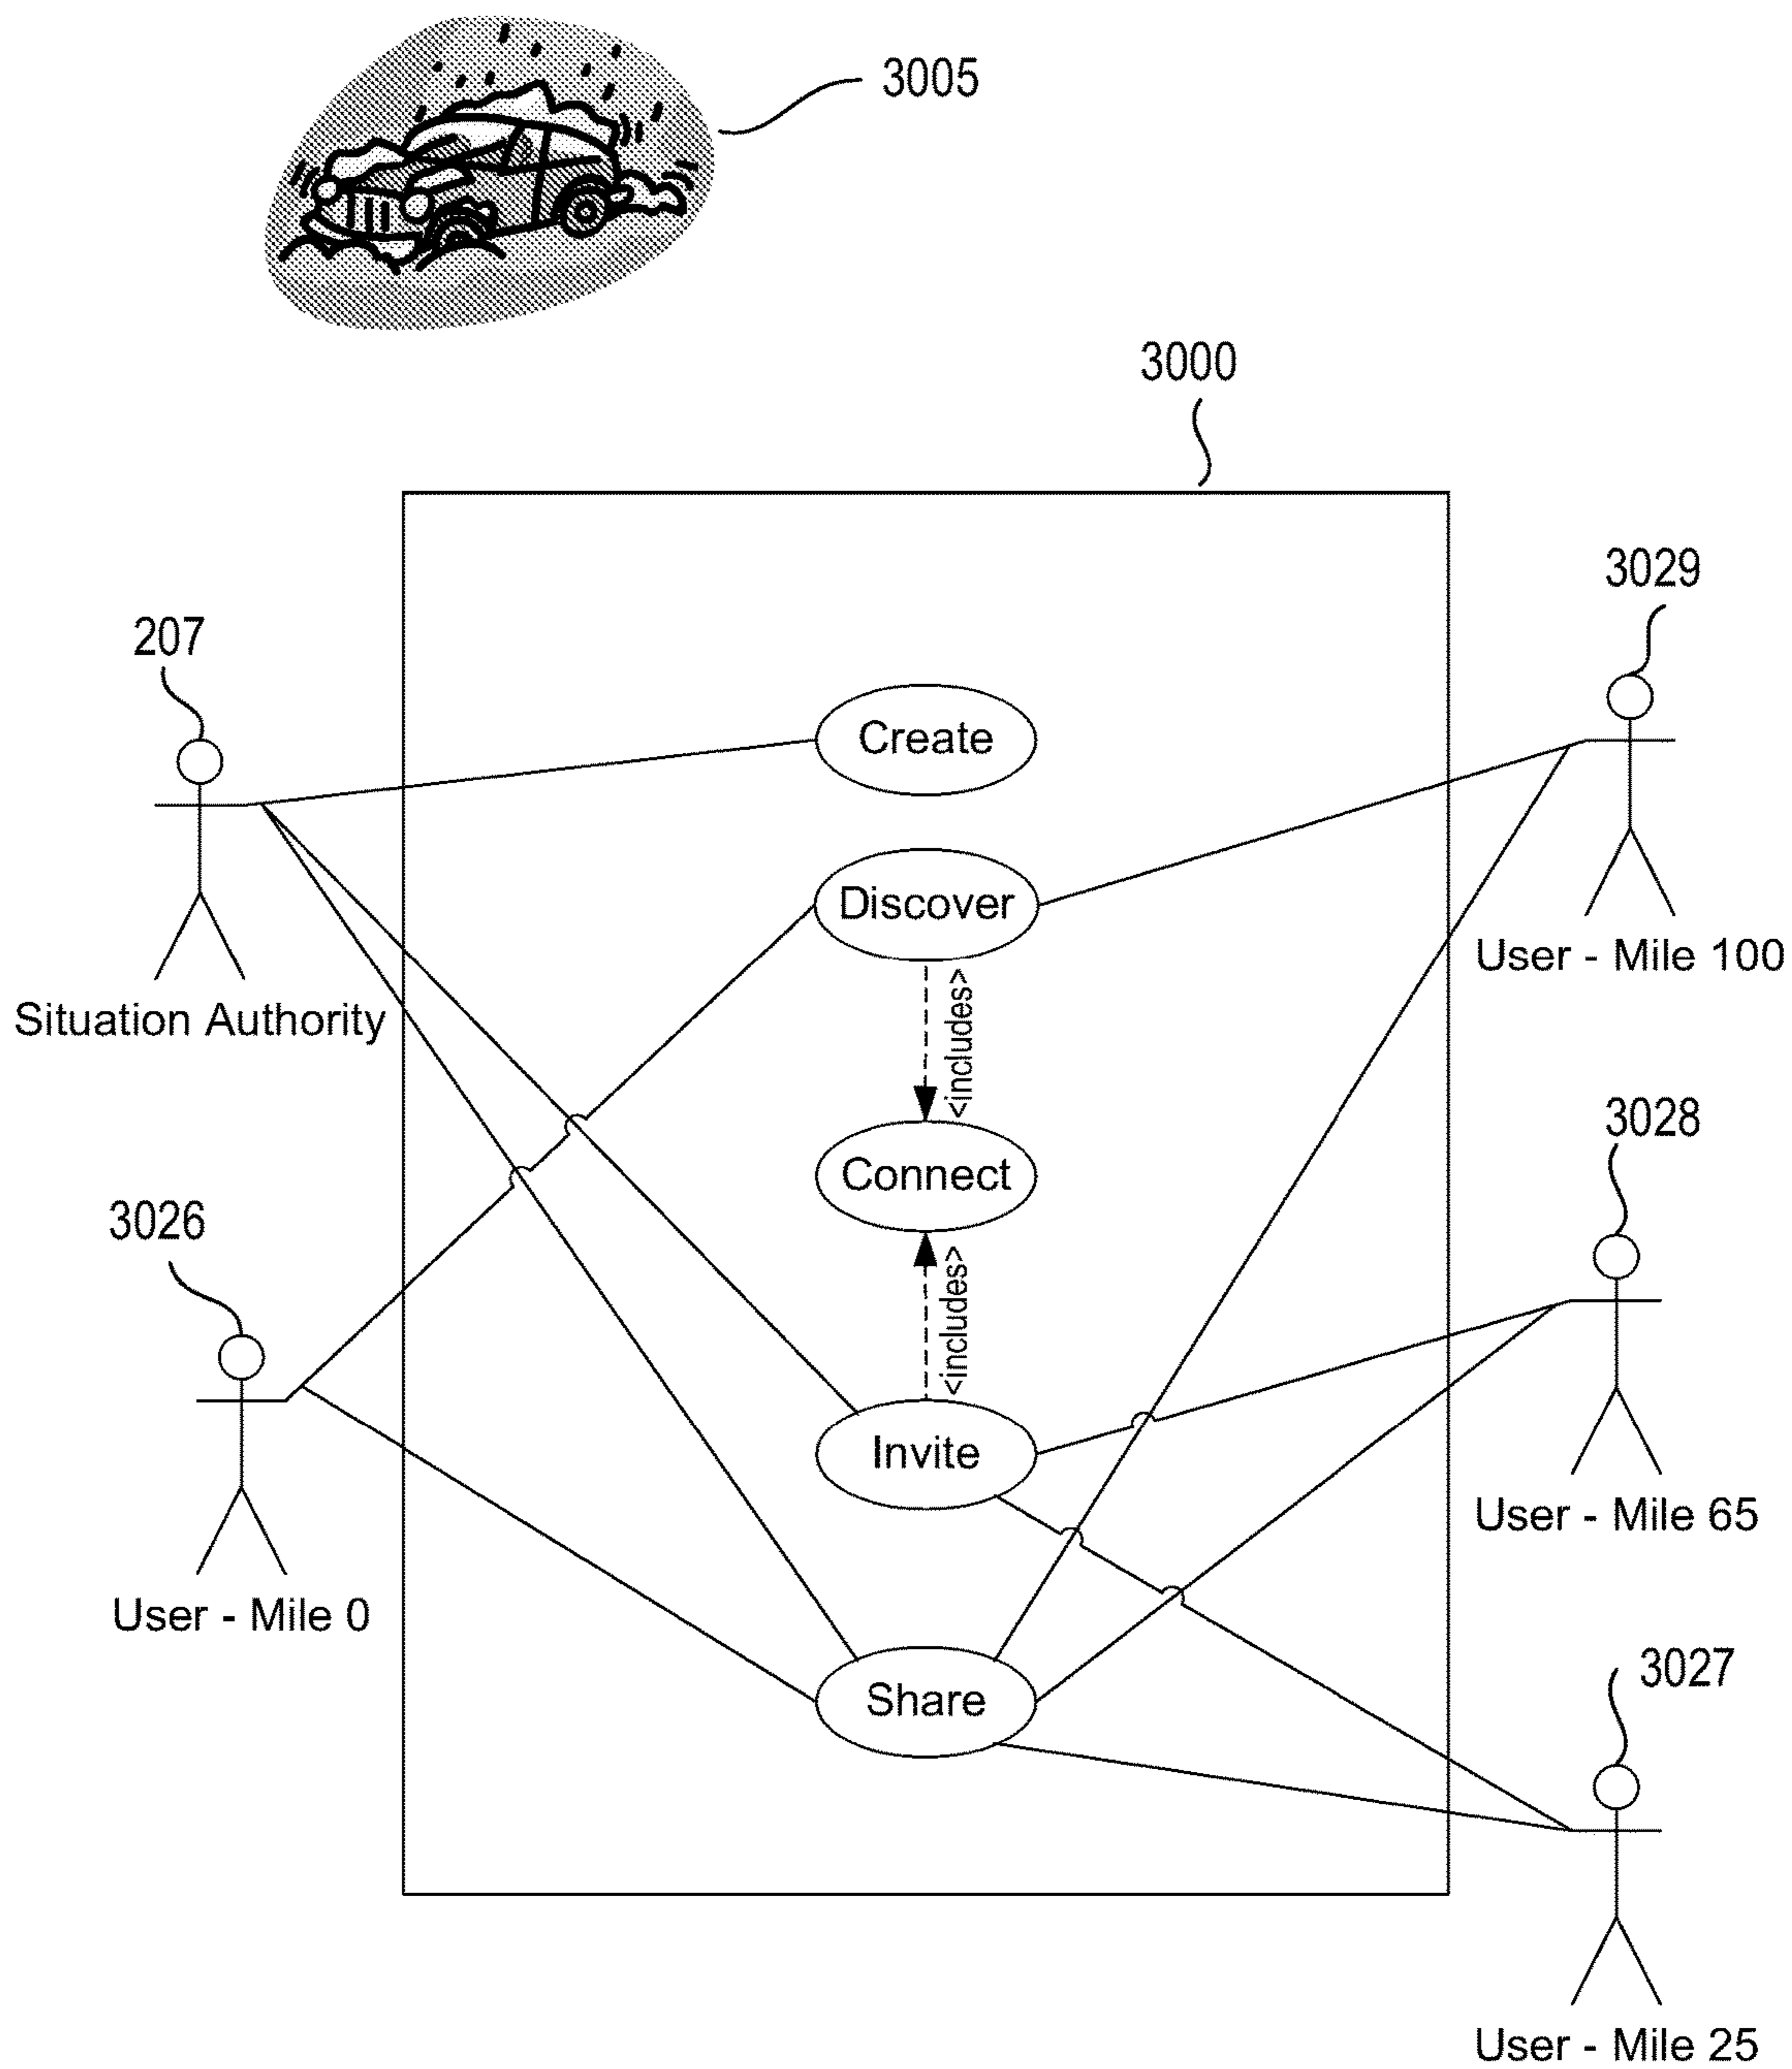 3005
3000
3029
207
Create
Discover
User - Mile 100
<includes>
Situation Authority
3028
Connect
3026
<includes>
Invite
User - Mile 65
User - Mile 0
3027
Share
User - Mile 25